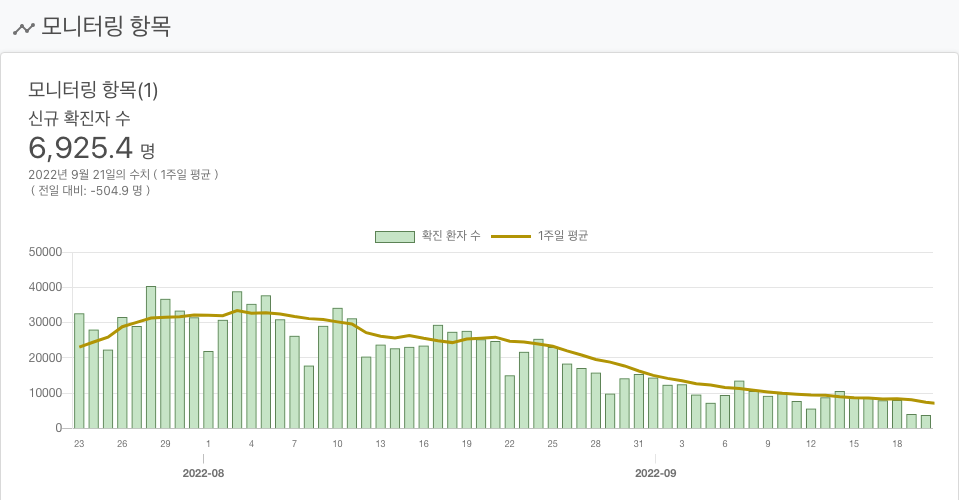 모니터링 항목
모니터링 항목(1)
신규 확진자 수
6,925.4 명
2022년 9월 21일의 수치 ( 1주일 평균 )
( 전일 대비: -504.9 명 )
확진 환자 수 1주일 평균
50000
40000
30000
20000
10000
0
23 26 29 1 4 7 10 13 16 19 22 25 28 31 3 6 9 12 15 18
2022-08 2022-09